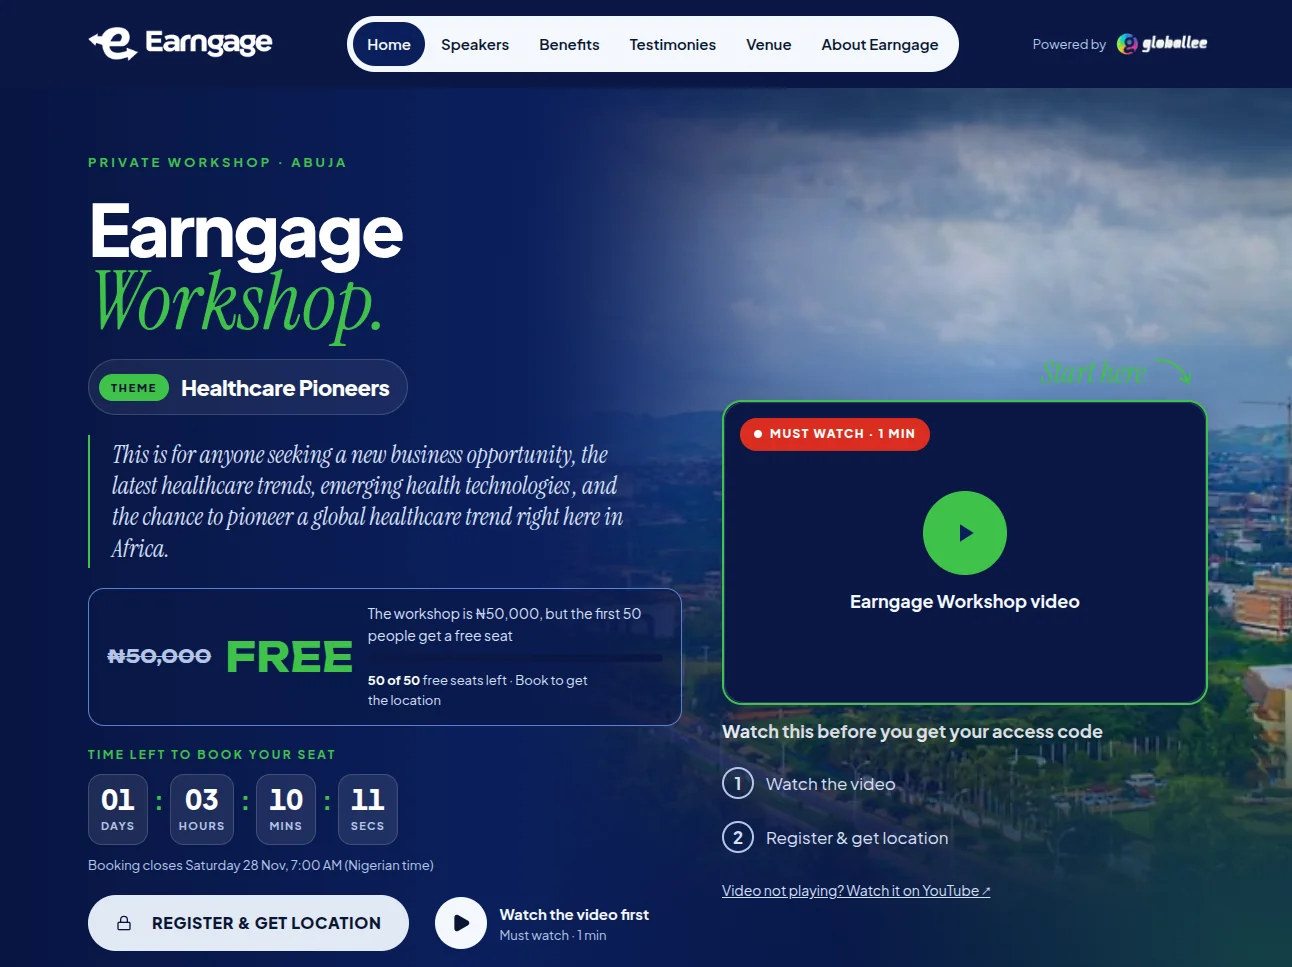 Earngage
Home
Speakers
Benefits
Testimonies
Venue
About Earngage
Powered by
globallee
PRIVATE WORKSHOP · ABUJA
Earngage
Workshop.
THEME
Healthcare Pioneers
This is for anyone seeking a new business opportunity, the
latest healthcare trends, emerging health technologies, and
the chance to pioneer a global healthcare trend right here in
Africa.
₦50,000
FREE
The workshop is ₦50,000, but the first 50
people get a free seat
50 of 50 free seats left · Book to get
the location
TIME LEFT TO BOOK YOUR SEAT
01 : 03 : 10 : 11
DAYS HOURS MINS SECS
Booking closes Saturday 28 Nov, 7:00 AM (Nigerian time)
REGISTER & GET LOCATION
Watch the video first
Must watch · 1 min
Start here
MUST WATCH · 1 MIN
Earngage Workshop video
Watch this before you get your access code
1 Watch the video
2 Register & get location
Video not playing? Watch it on YouTube ↗